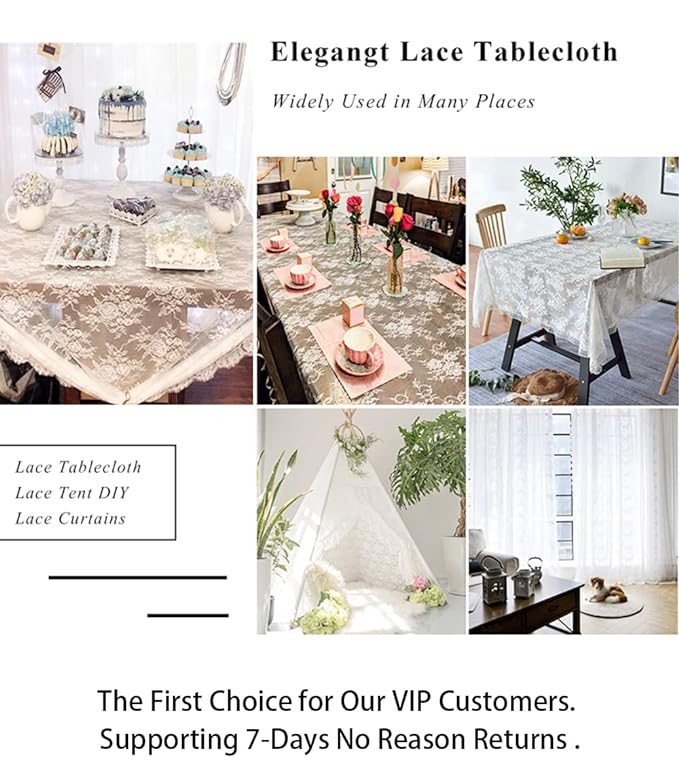 Elegangt Lace Tablecloth
Widely Used in Many Places
Lace Tablecloth
Lace Tent DIY
Lace Curtains
The First Choice for Our VIP Customers.
Supporting 7-Days No Reason Returns .